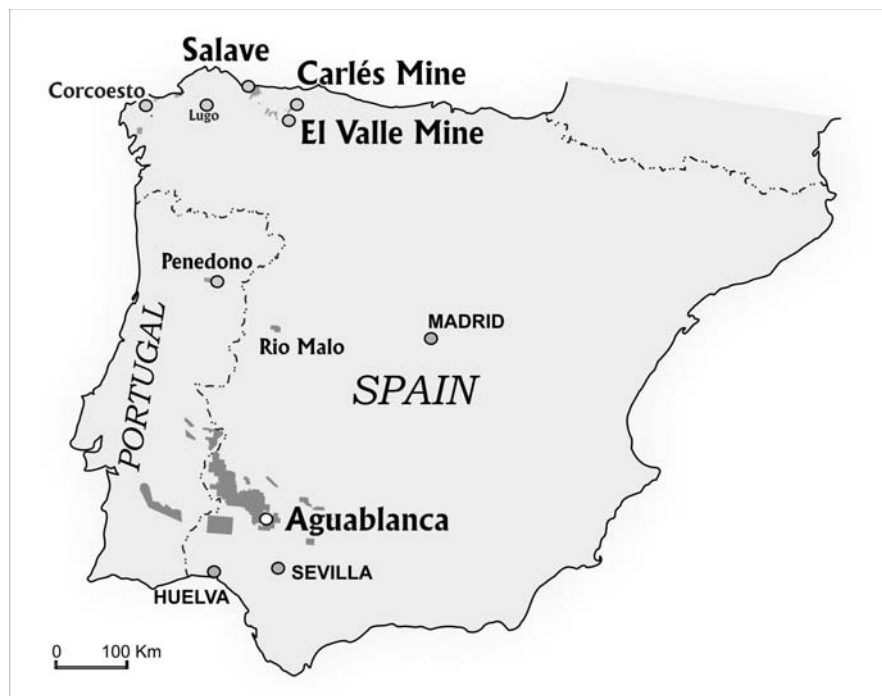 Salave
Carlés Mine
Corcoesto
Lugo
El Valle Mine
Penedono
MADRID
Rio Malo
SPAIN
PORTUGAL
Aguablanca
SEVILLA
HUELVA
0 100 Km